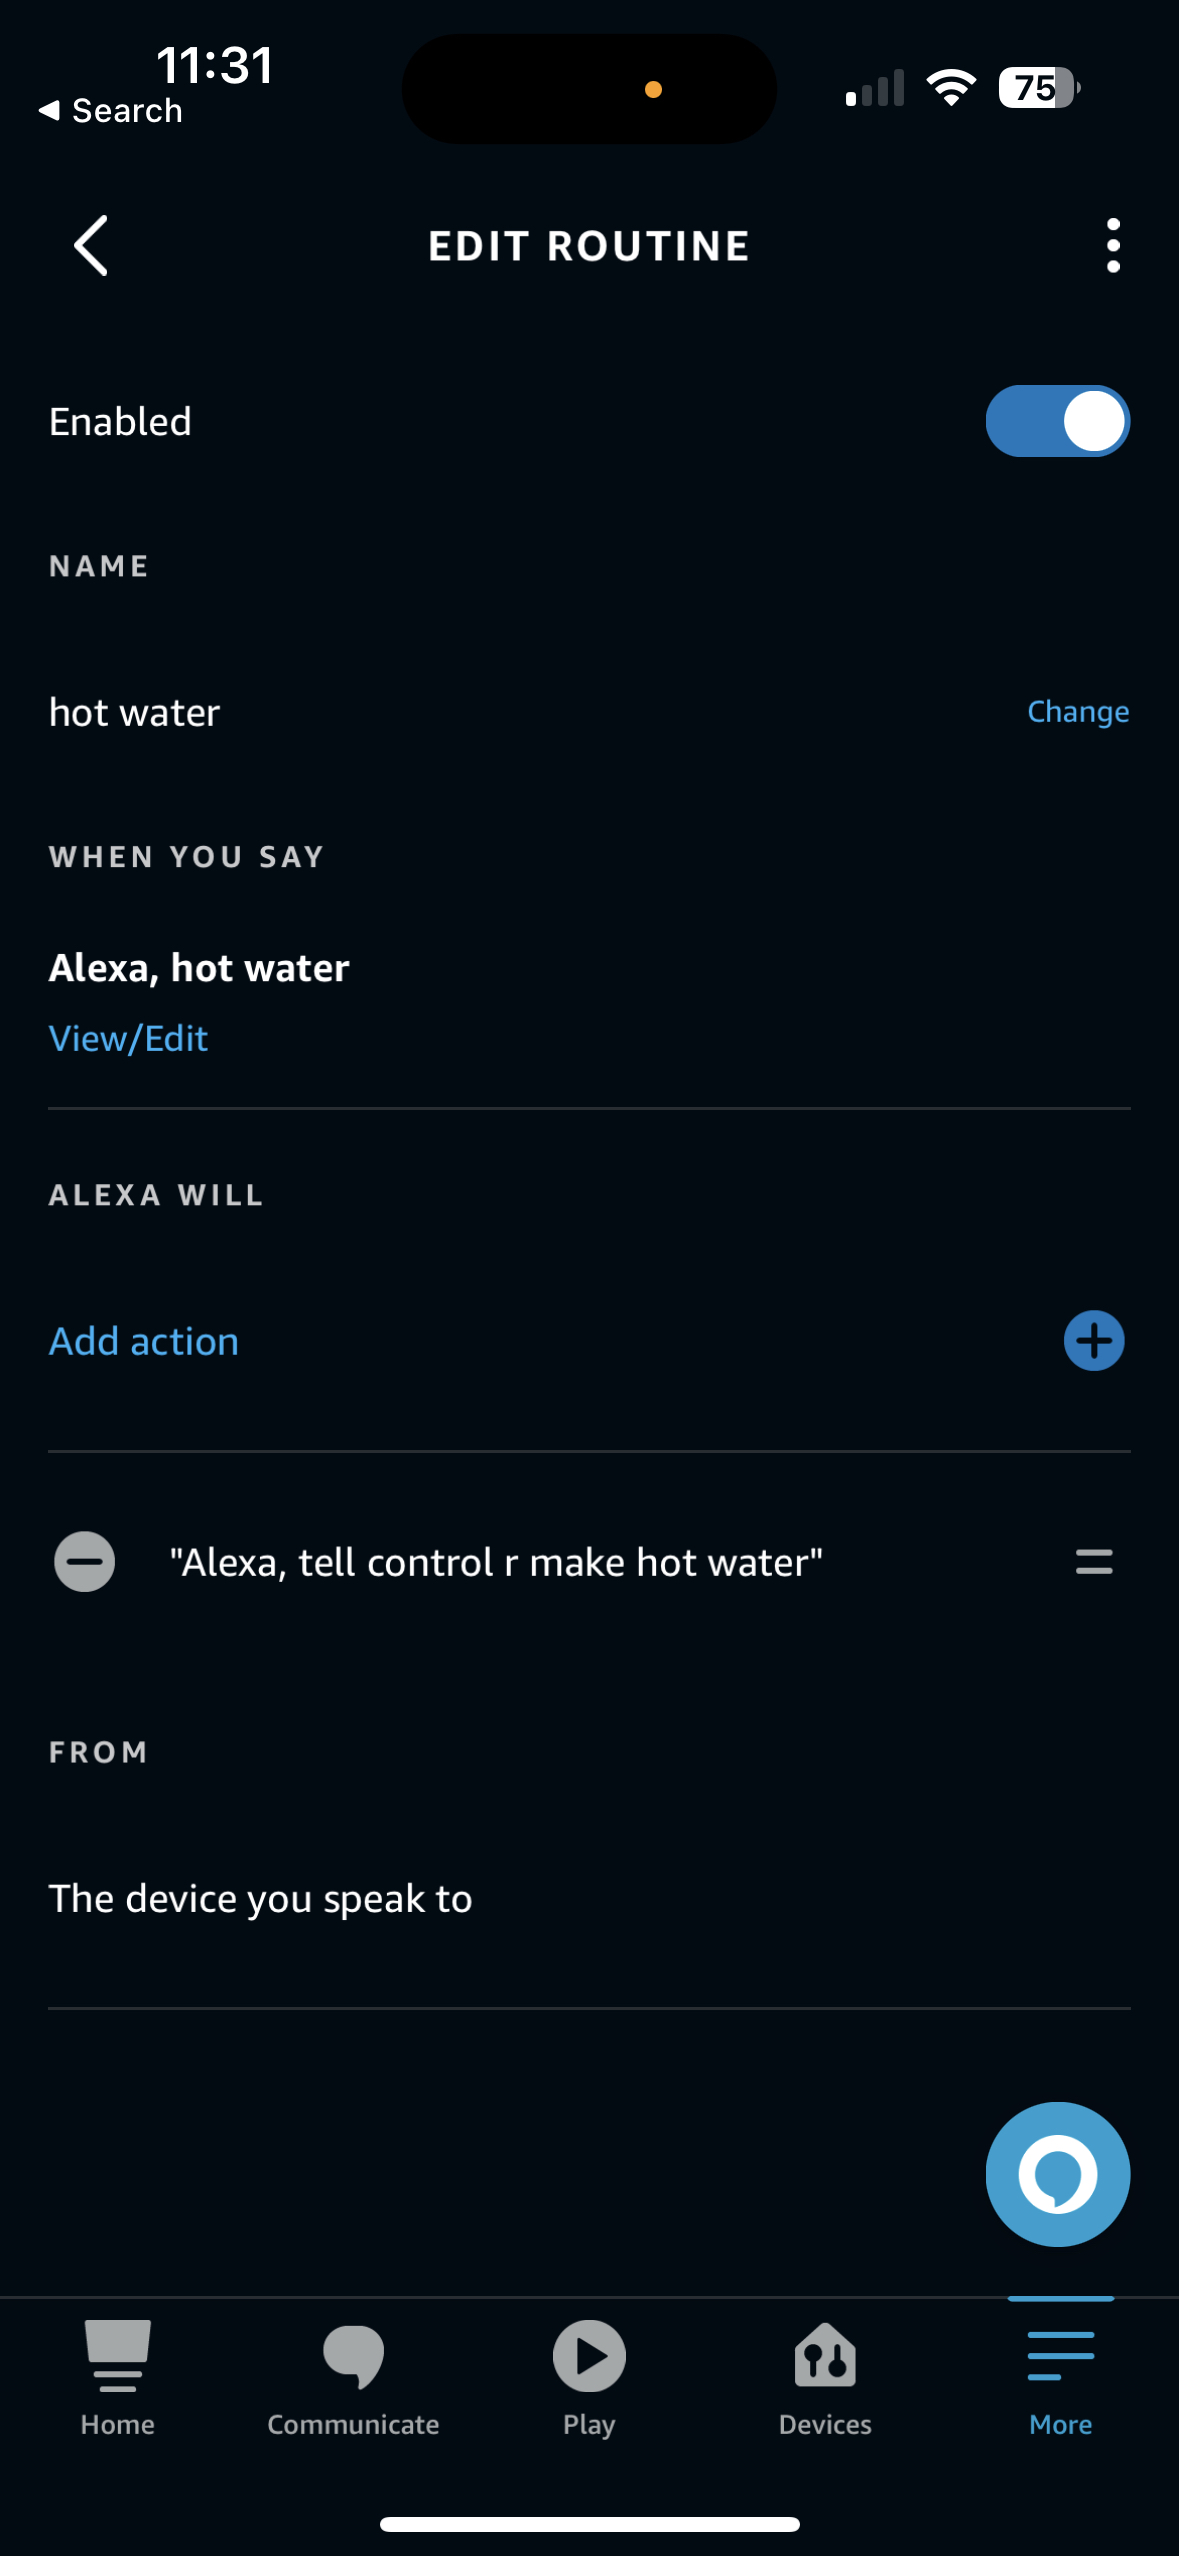 11:31
Search
75
EDIT ROUTINE
Enabled
NAME
hot water
Change
WHEN YOU SAY
Alexa, hot water
View/Edit
ALEXA WILL
Add action
"Alexa, tell control r make hot water"
FROM
The device you speak to
Home
Communicate
Play
Devices
More